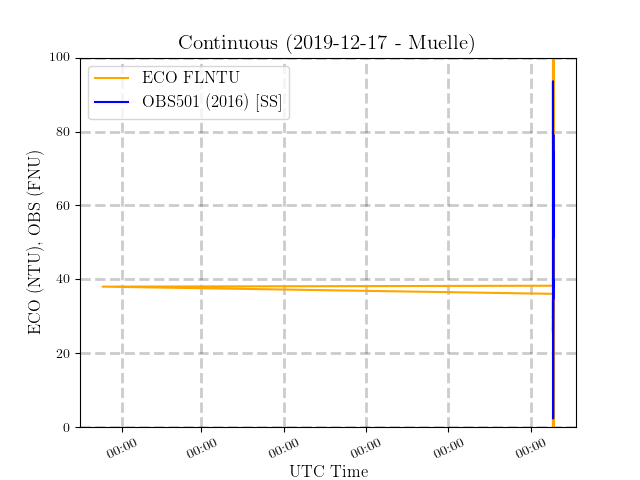 Continuous (2019-12-17 - Muelle)
ECO FLNTU
OBS501 (2016) [SS]
ECO (NTU), OBS (FNU)
100
80
60
40
20
0
00:00 00:00 00:00 00:00 00:00 00:00
UTC Time